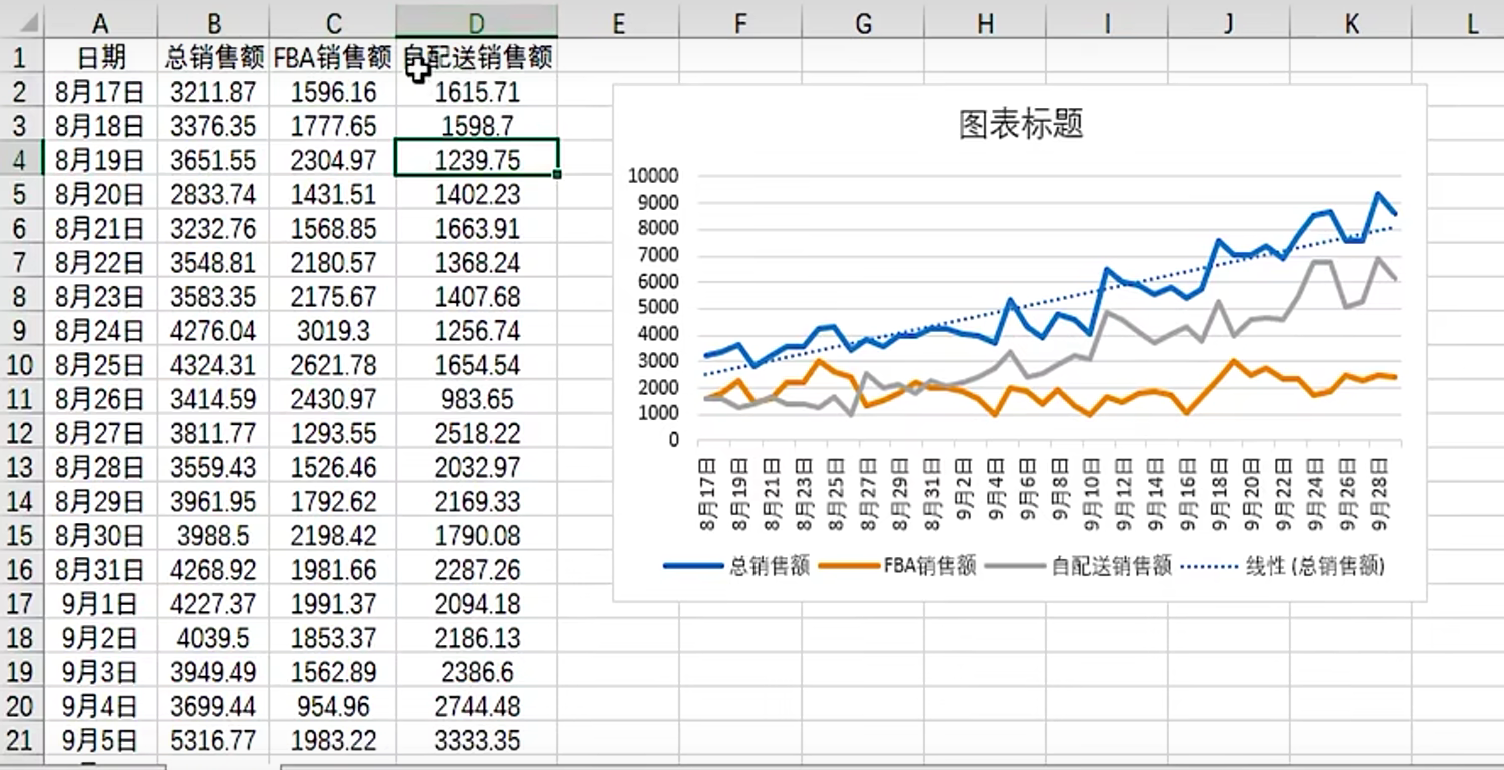 A B C D E F G H I J K L
1 日期 总销售额 FBA销售额 自配送销售额
2 8月17日 3211.87 1596.16 1615.71
3 8月18日 3376.35 1777.65 1598.7
4 8月19日 3651.55 2304.97 1239.75
5 8月20日 2833.74 1431.51 1402.23
6 8月21日 3232.76 1568.85 1663.91
7 8月22日 3548.81 2180.57 1368.24
8 8月23日 3583.35 2175.67 1407.68
9 8月24日 4276.04 3019.3 1256.74
10 8月25日 4324.31 2621.78 1654.54
11 8月26日 3414.59 2430.97 983.65
12 8月27日 3811.77 1293.55 2518.22
13 8月28日 3559.43 1526.46 2032.97
14 8月29日 3961.95 1792.62 2169.33
15 8月30日 3988.5 2198.42 1790.08
16 8月31日 4268.92 1981.66 2287.26
17 9月1日 4227.37 1991.37 2094.18
18 9月2日 4039.5 1853.37 2186.13
19 9月3日 3949.49 1562.89 2386.6
20 9月4日 3699.44 954.96 2744.48
21 9月5日 5316.77 1983.22 3333.35
图表标题
10000
9000
8000
7000
6000
5000
4000
3000
2000
1000
0
8月17日 8月19日 8月21日 8月23日 8月25日 8月27日 8月29日 8月31日 9月2日 9月4日 9月6日 9月8日 9月10日 9月12日 9月14日 9月16日 9月18日 9月20日 9月22日 9月24日 9月26日 9月28日
总销售额 FBA销售额 自配送销售额 线性 (总销售额)